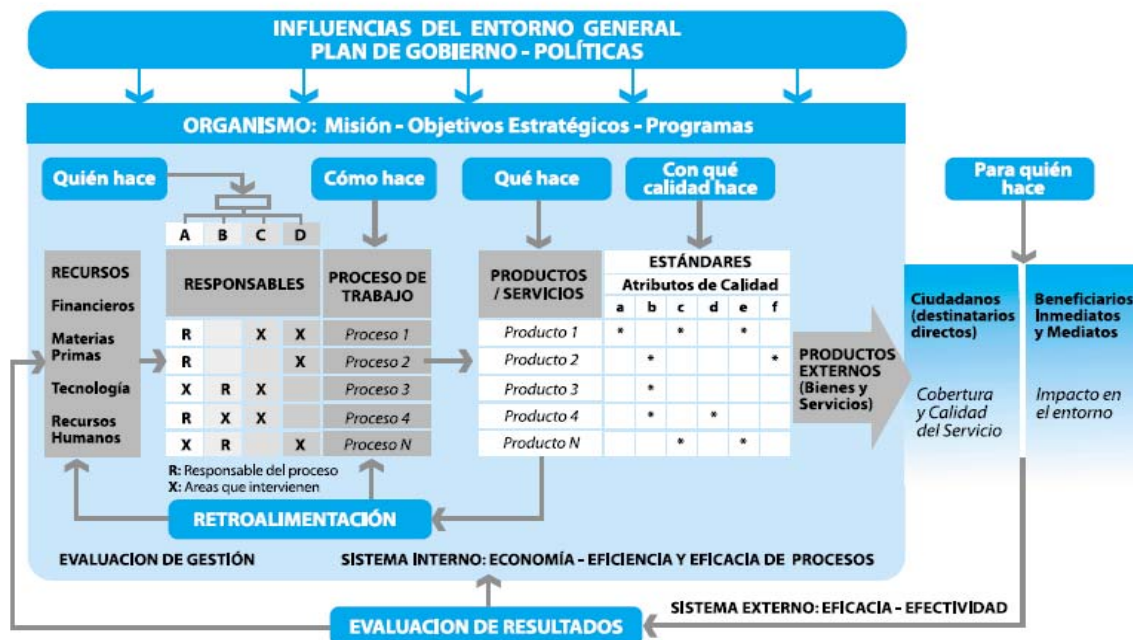 INFLUENCIAS DEL ENTORNO GENERAL
PLAN DE GOBIERNO - POLÍTICAS
ORGANISMO: Misión - Objetivos Estratégicos - Programas
Quién hace
Cómo hace
Qué hace
Con qué
calidad hace
Para quién
hace
A B C D
RECURSOS
Financieros
Materias
Primas
Tecnología
Recursos
Humanos
RESPONSABLES
R X X
R X
X R X
R X X
X R X
R: Responsable del proceso
X: Areas que intervienen
PROCESO DE
TRABAJO
Proceso 1
Proceso 2
Proceso 3
Proceso 4
Proceso N
PRODUCTOS
/ SERVICIOS
Producto 1
Producto 2
Producto 3
Producto 4
Producto N
ESTÁNDARES
Atributos de Calidad
a b c d e f
* * *
* *
*
* *
* *
PRODUCTOS
EXTERNOS
(Bienes y
Servicios)
Ciudadanos
(destinatarios
directos)
Cobertura
y Calidad
del Servicio
Beneficiarios
Inmediatos
y Mediatos
Impacto en
el entorno
RETROALIMENTACIÓN
EVALUACION DE GESTIÓN
SISTEMA INTERNO: ECONOMÍA - EFICIENCIA Y EFICACIA DE PROCESOS
SISTEMA EXTERNO: EFICACIA - EFECTIVIDAD
EVALUACION DE RESULTADOS